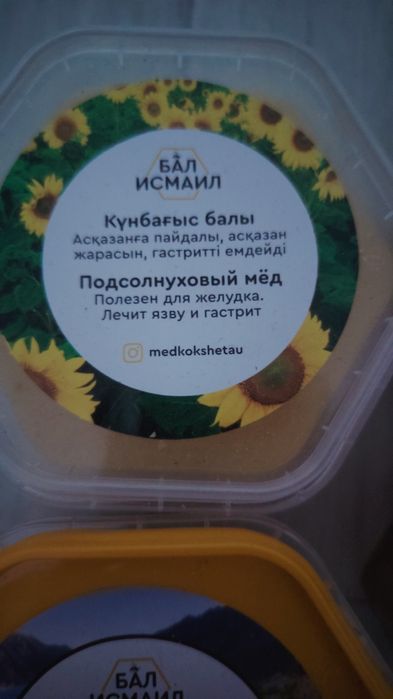 БАЛ
ИСМАИЛ
Күнбағыс балы
Асқазанға пайдалы, асқазан
жарасын, гастритті емдейді
Подсолнуховый мёд
Полезен для желудка.
Лечит язву и гастрит
medkokshetau
БАЛ
ИСМАИЛ